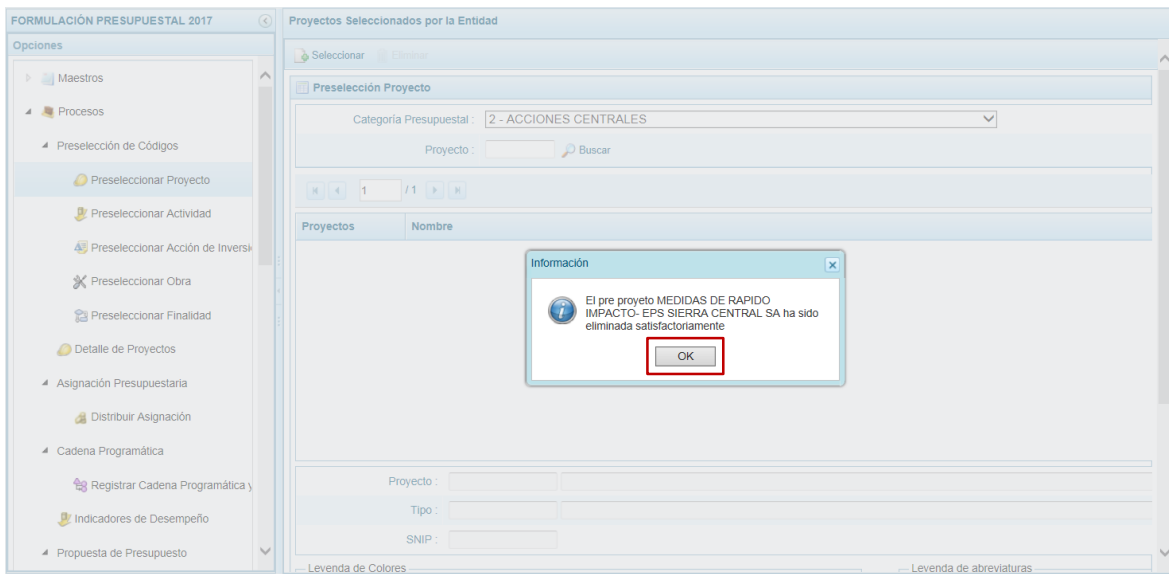 FORMULACIÓN PRESUPUESTAL 2017
Opciones
Maestros
Procesos
Preselección de Códigos
Preseleccionar Proyecto
Preseleccionar Actividad
Preseleccionar Acción de Inversi
Preseleccionar Obra
Preseleccionar Finalidad
Detalle de Proyectos
Asignación Presupuestaria
Distribuir Asignación
Cadena Programática
Registrar Cadena Programática y
Indicadores de Desempeño
Propuesta de Presupuesto
Proyectos Seleccionados por la Entidad
Seleccionar Eliminar
Preselección Proyecto
Categoría Presupuestal : 2 - ACCIONES CENTRALES
Proyecto : Buscar
1 / 1
Proyectos Nombre
Información
El pre proyeto MEDIDAS DE RAPIDO
IMPACTO- EPS SIERRA CENTRAL SA ha sido
eliminada satisfactoriamente
OK
Proyecto :
Tipo :
SNIP :
Leyenda de Colores Leyenda de abreviaturas